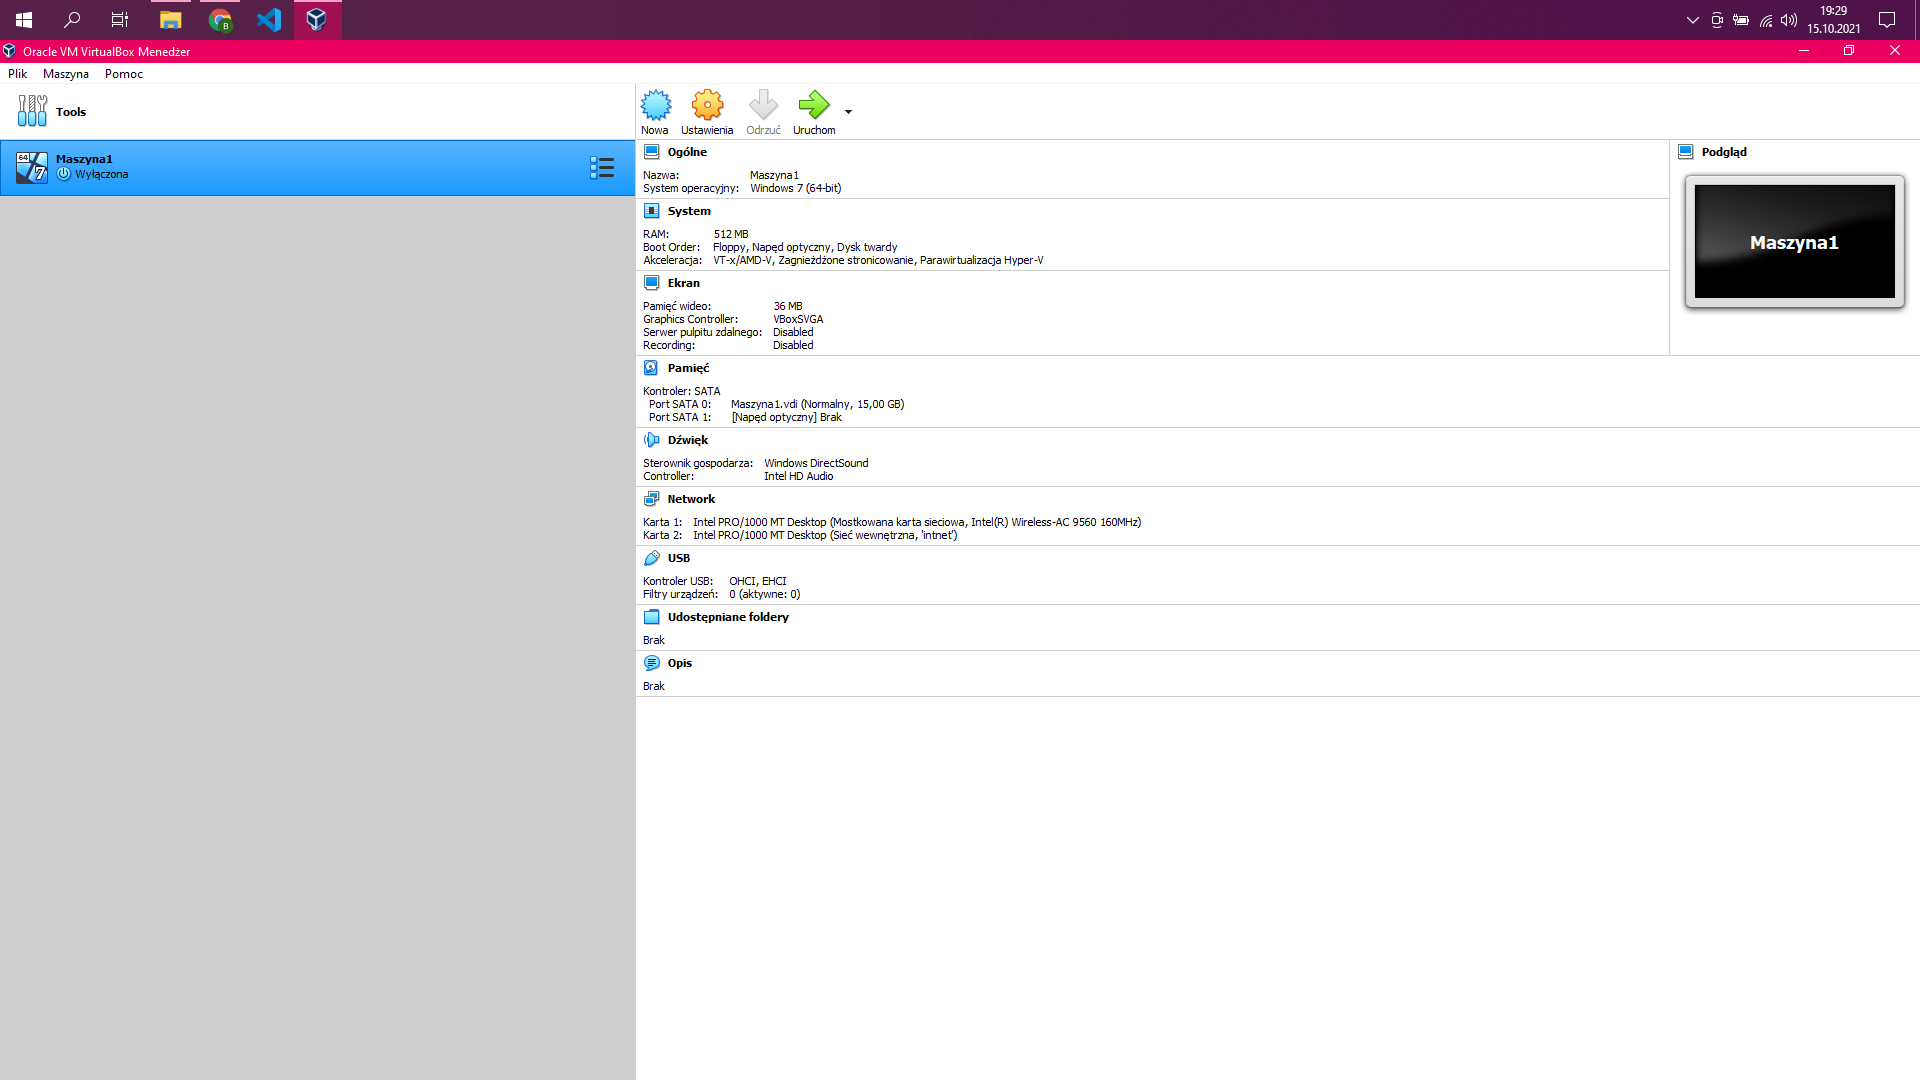 19:29
15.10.2021
Oracle VM VirtualBox Menedżer
Plik Maszyna Pomoc
Tools
64
7
Maszyna1
Wyłączona
Nowa Ustawienia Odrzuć Uruchom
Ogólne
Nazwa: Maszyna1
System operacyjny: Windows 7 (64-bit)
System
RAM: 512 MB
Boot Order: Floppy, Napęd optyczny, Dysk twardy
Akceleracja: VT-x/AMD-V, Zagnieżdżone stronicowanie, Parawirtualizacja Hyper-V
Ekran
Pamięć wideo: 36 MB
Graphics Controller: VBoxSVGA
Serwer pulpitu zdalnego: Disabled
Recording: Disabled
Podgląd
Maszyna1
Pamięć
Kontroler: SATA
Port SATA 0: Maszyna1.vdi (Normalny, 15,00 GB)
Port SATA 1: [Napęd optyczny] Brak
Dźwięk
Sterownik gospodarza: Windows DirectSound
Controller: Intel HD Audio
Network
Karta 1: Intel PRO/1000 MT Desktop (Mostkowana karta sieciowa, Intel(R) Wireless-AC 9560 160MHz)
Karta 2: Intel PRO/1000 MT Desktop (Sieć wewnętrzna, 'intnet')
USB
Kontroler USB: OHCI, EHCI
Filtry urządzeń: 0 (aktywne: 0)
Udostępniane foldery
Brak
Opis
Brak